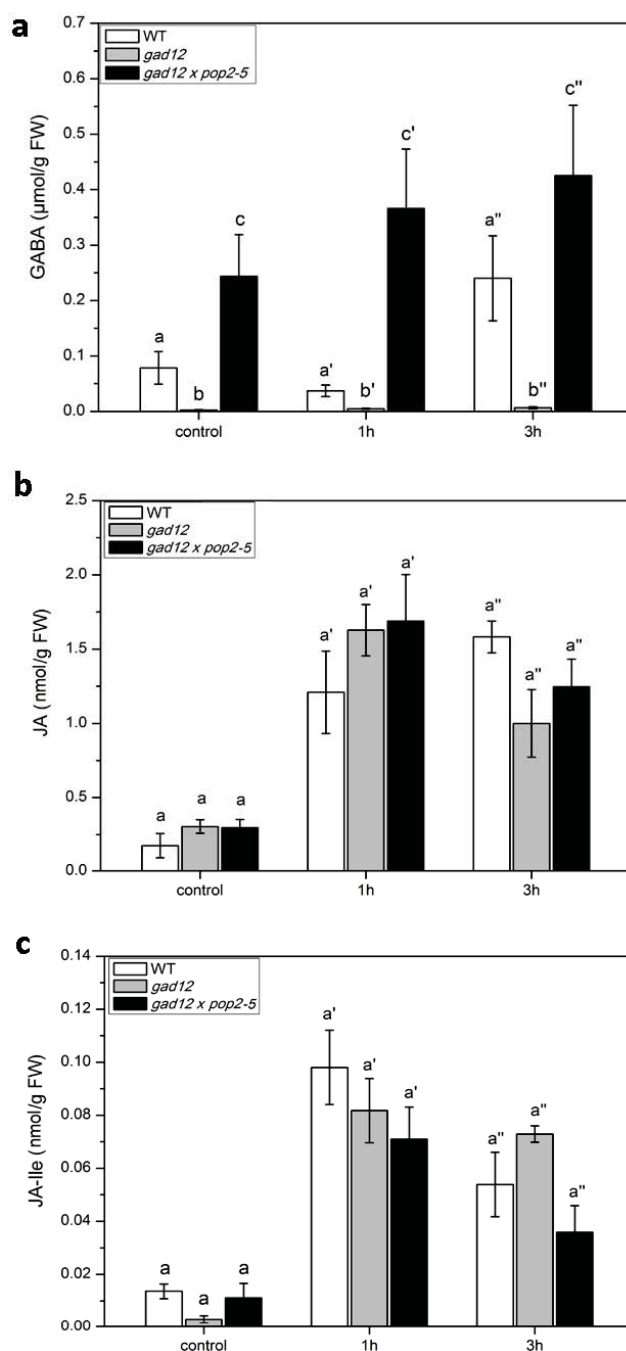 a
0.7
WT
gad12
gad12 x pop2-5
0.6
0.5
0.4
0.3
0.2
0.1
0.0
GABA (µmol/g FW)
a
b
c
a'
b'
c'
a"
b"
c"
control
1h
3h
b
2.5
WT
gad12
gad12 x pop2-5
2.0
1.5
1.0
0.5
0.0
JA (nmol/g FW)
a
a
a
a'
a'
a'
a"
a"
a"
control
1h
3h
c
0.14
WT
gad12
gad12 x pop2-5
0.12
0.10
0.08
0.06
0.04
0.02
0.00
JA-Ile (nmol/g FW)
a
a
a
a'
a'
a'
a"
a"
a"
control
1h
3h